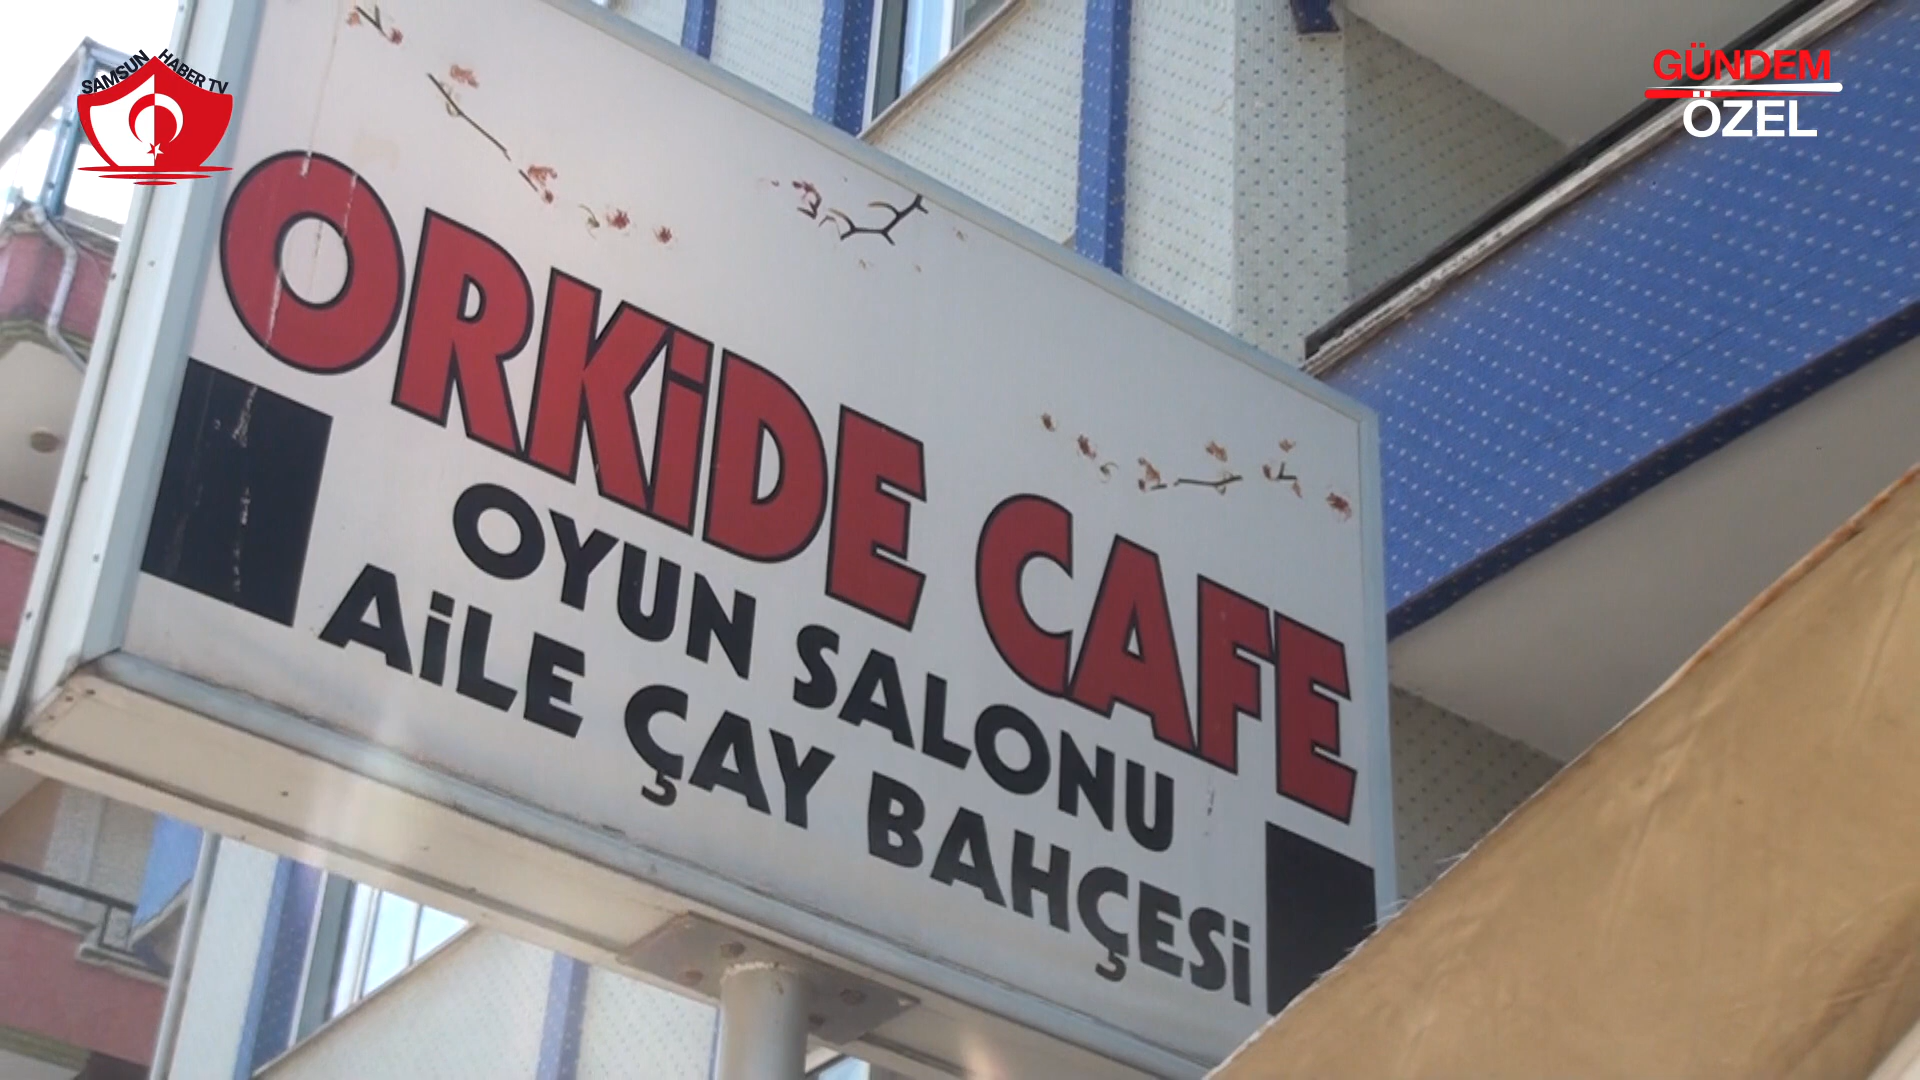 SAMSUN HABER TV
GÜNDEM
ÖZEL
ORKiDE CAFE
OYUN SALONU
AiLE ÇAY BAHÇESi